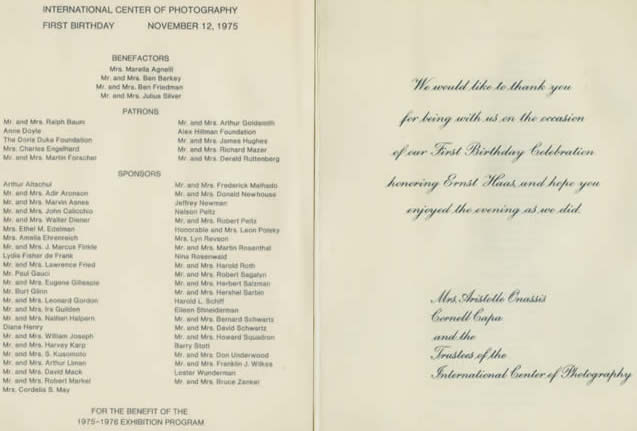 INTERNATIONAL CENTER OF PHOTOGRAPHY
FIRST BIRTHDAY NOVEMBER 12, 1975
BENEFACTORS
Mrs. Marella Agnelli
Mr. and Mrs. Ben Berkey
Mr. and Mrs. Ben Friedman
Mr. and Mrs. Julius Silver
PATRONS
Mr. and Mrs. Ralph Baum
Anne Doyle
The Doris Duke Foundation
Mrs. Charles Engelhard
Mr. and Mrs. Martin Forscher
Mr. and Mrs. Arthur Goldsmith
Alex Hillman Foundation
Mr. and Mrs. James Hughes
Mr. and Mrs. Richard Mazer
Mr. and Mrs. Derald Ruttenberg
SPONSORS
Arthur Altschul
Mr. and Mrs. Adir Aronson
Mr. and Mrs. Marvin Asnes
Mr. and Mrs. John Calicchio
Mr. and Mrs. Walter Diener
Mrs. Ethel M. Edelman
Mrs. Amelia Ehrenreich
Mr. and Mrs. J. Marcus Finkle
Lydia Fisher de Frank
Mr. and Mrs. Lawrence Fried
Mr. Paul Gauci
Mr. and Mrs. Eugene Gillespie
Mr. Burt Glinn
Mr. and Mrs. Leonard Gordon
Mr. and Mrs. Ira Guilden
Mr. and Mrs. Nathan Halpern
Diana Henry
Mr. and Mrs. William Joseph
Mr. and Mrs. Harvey Karp
Mr. and Mrs. S. Kusomoto
Mr. and Mrs. Arthur Liman
Mr. and Mrs. David Mack
Mr. and Mrs. Robert Markel
Mrs. Cordelia S. May
Mr. and Mrs. Frederick Malhado
Mr. and Mrs. Donald Newhouse
Jeffrey Newman
Nelson Peltz
Mr. and Mrs. Robert Peltz
Honorable and Mrs. Leon Polsky
Mrs. Lyn Revson
Mr. and Mrs. Martin Rosenthal
Nina Rosenwald
Mr. and Mrs. Harold Roth
Mr. and Mrs. Robert Sagalyn
Mr. and Mrs. Herbert Salzman
Mr. and Mrs. Hershel Sarbin
Harold L. Schiff
Eileen Shneiderman
Mr. and Mrs. Bernard Schwartz
Mr. and Mrs. David Schwartz
Mr. and Mrs. Howard Squadron
Barry Stott
Mr. and Mrs. Don Underwood
Mr. and Mrs. Franklin J. Wilkes
Lester Wunderman
Mr. and Mrs. Bruce Zenkel
FOR THE BENEFIT OF THE
1975-1976 EXHIBITION PROGRAM
We would like to thank you
for being with us on the occasion
of our First Birthday Celebration
honoring Ernst Haas, and hope you
enjoyed the evening as we did.
Mrs. Aristotle Onassis
Cornell Capa
and the
Trustees of the
International Center of Photography